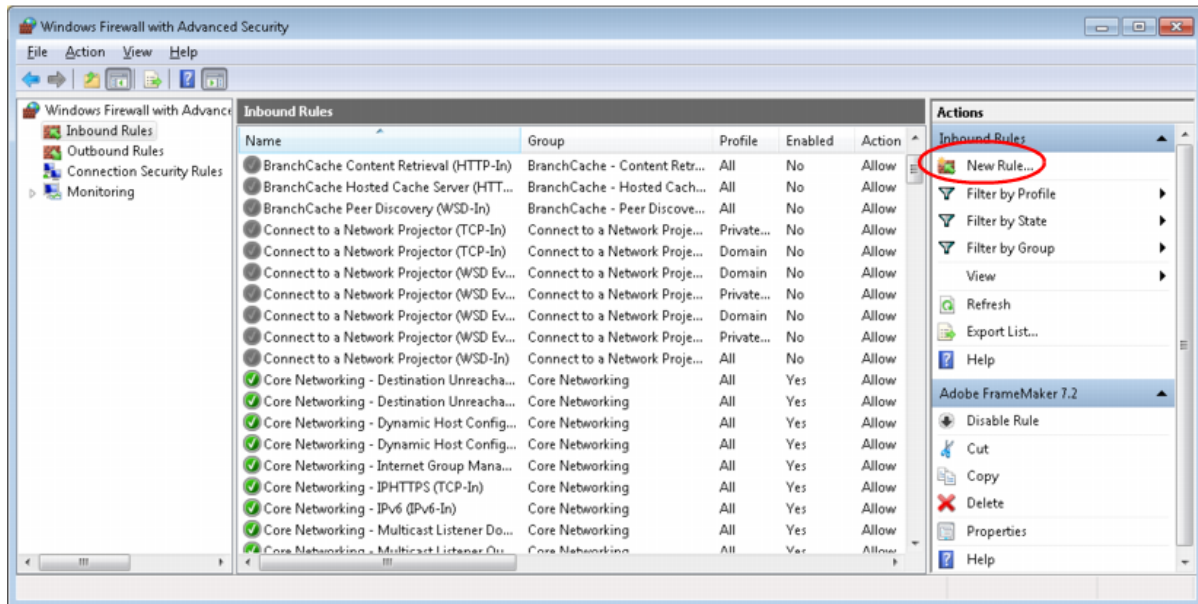 Windows Firewall with Advanced Security
File Action View Help
Windows Firewall with Advance
Inbound Rules
Outbound Rules
Connection Security Rules
Monitoring
Inbound Rules
Name Group Profile Enabled Action
BranchCache Content Retrieval (HTTP-In) BranchCache - Content Retr... All No Allow
BranchCache Hosted Cache Server (HTT... BranchCache - Hosted Cach... All No Allow
BranchCache Peer Discovery (WSD-In) BranchCache - Peer Discove... All No Allow
Connect to a Network Projector (TCP-In) Connect to a Network Proje... Private... No Allow
Connect to a Network Projector (TCP-In) Connect to a Network Proje... Domain No Allow
Connect to a Network Projector (WSD Ev... Connect to a Network Proje... Domain No Allow
Connect to a Network Projector (WSD Ev... Connect to a Network Proje... Private... No Allow
Connect to a Network Projector (WSD Ev... Connect to a Network Proje... Domain No Allow
Connect to a Network Projector (WSD Ev... Connect to a Network Proje... Private... No Allow
Connect to a Network Projector (WSD-In) Connect to a Network Proje... All No Allow
Core Networking - Destination Unreacha... Core Networking All Yes Allow
Core Networking - Destination Unreacha... Core Networking All Yes Allow
Core Networking - Dynamic Host Config... Core Networking All Yes Allow
Core Networking - Dynamic Host Config... Core Networking All Yes Allow
Core Networking - Internet Group Mana... Core Networking All Yes Allow
Core Networking - IPHTTPS (TCP-In) Core Networking All Yes Allow
Core Networking - IPv6 (IPv6-In) Core Networking All Yes Allow
Core Networking - Multicast Listener Do... Core Networking All Yes Allow
Core Networking - Multicast Listener Qu... Core Networking All Yes Allow
Actions
Inbound Rules
New Rule...
Filter by Profile
Filter by State
Filter by Group
View
Refresh
Export List...
Help
Adobe FrameMaker 7.2
Disable Rule
Cut
Copy
Delete
Properties
Help